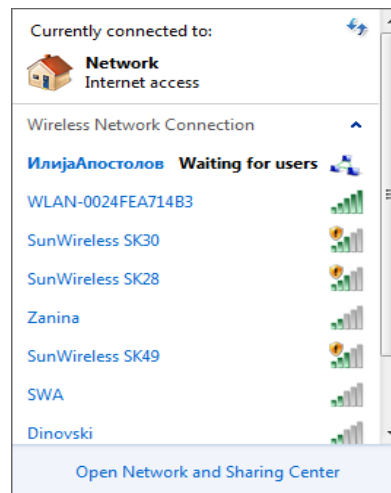 Currently connected to:
Network
Internet access
Wireless Network Connection
ИлијаАпостолов Waiting for users
WLAN-0024FEA714B3
SunWireless SK30
SunWireless SK28
Zanina
SunWireless SK49
SWA
Dinovski
Open Network and Sharing Center